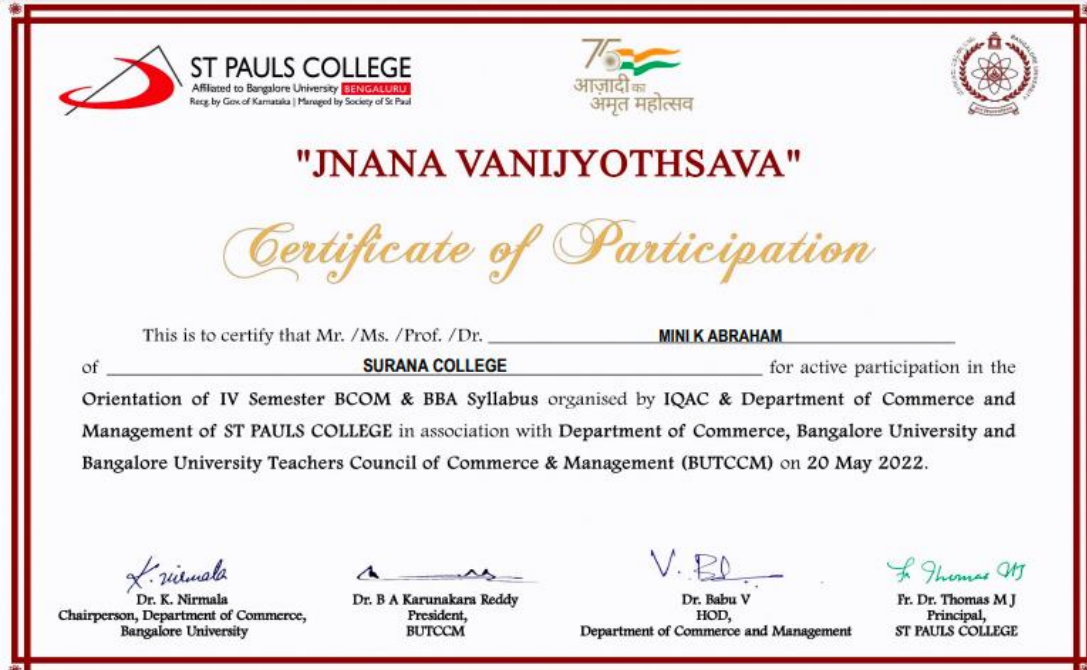 ST PAULS COLLEGE
Affiliated to Bangalore University BENGALURU
Recg. by Gov. of Karnataka | Managed by Society of St Paul
75
आज़ादी का
अमृत महोत्सव
"JNANA VANIJYOTHSAVA"
Certificate of Participation
This is to certify that Mr. /Ms. /Prof. /Dr. MINI K ABRAHAM
of SURANA COLLEGE for active participation in the
Orientation of IV Semester BCOM & BBA Syllabus organised by IQAC & Department of Commerce and
Management of ST PAULS COLLEGE in association with Department of Commerce, Bangalore University and
Bangalore University Teachers Council of Commerce & Management (BUTCCM) on 20 May 2022.
K. Nirmala
V. B
Fr Thomas MJ
Dr. K. Nirmala
Chairperson, Department of Commerce,
Bangalore University
Dr. B A Karunakara Reddy
President,
BUTCCM
Dr. Babu V
HOD,
Department of Commerce and Management
Fr. Dr. Thomas M J
Principal,
ST PAULS COLLEGE